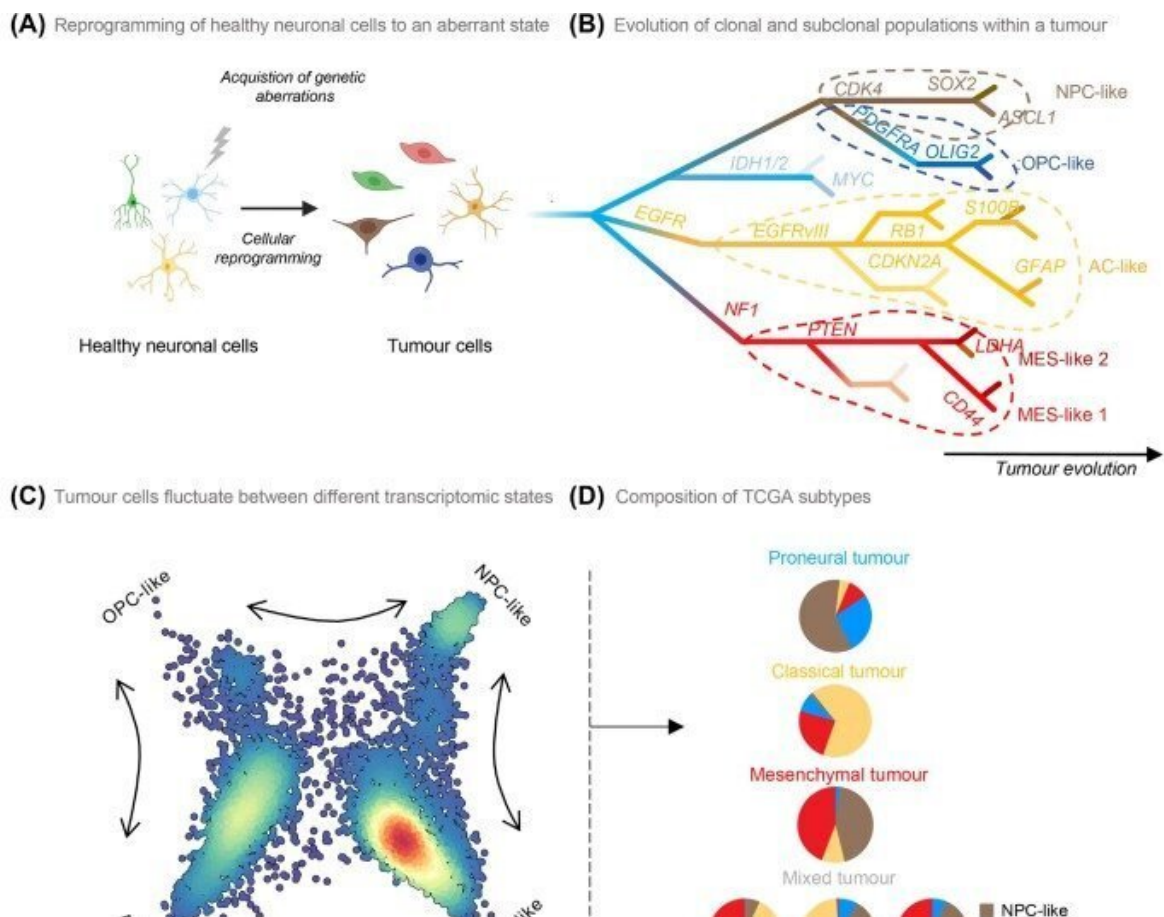 (A) Reprogramming of healthy neuronal cells to an aberrant state
Acquistion of genetic
aberrations
Cellular
reprogramming
Healthy neuronal cells
Tumour cells
(B) Evolution of clonal and subclonal populations within a tumour
CDK4
SOX2
NPC-like
ASCL1
PDGFRA
OLIG2
OPC-like
IDH1/2
MYC
EGFR
EGFRvIII
RB1
S100B
CDKN2A
GFAP
AC-like
NF1
PTEN
LDHA
MES-like 2
CD44
MES-like 1
Tumour evolution
(C) Tumour cells fluctuate between different transcriptomic states
OPC-like
NPC-like
(D) Composition of TCGA subtypes
Proneural tumour
Classical tumour
Mesenchymal tumour
Mixed tumour
NPC-like